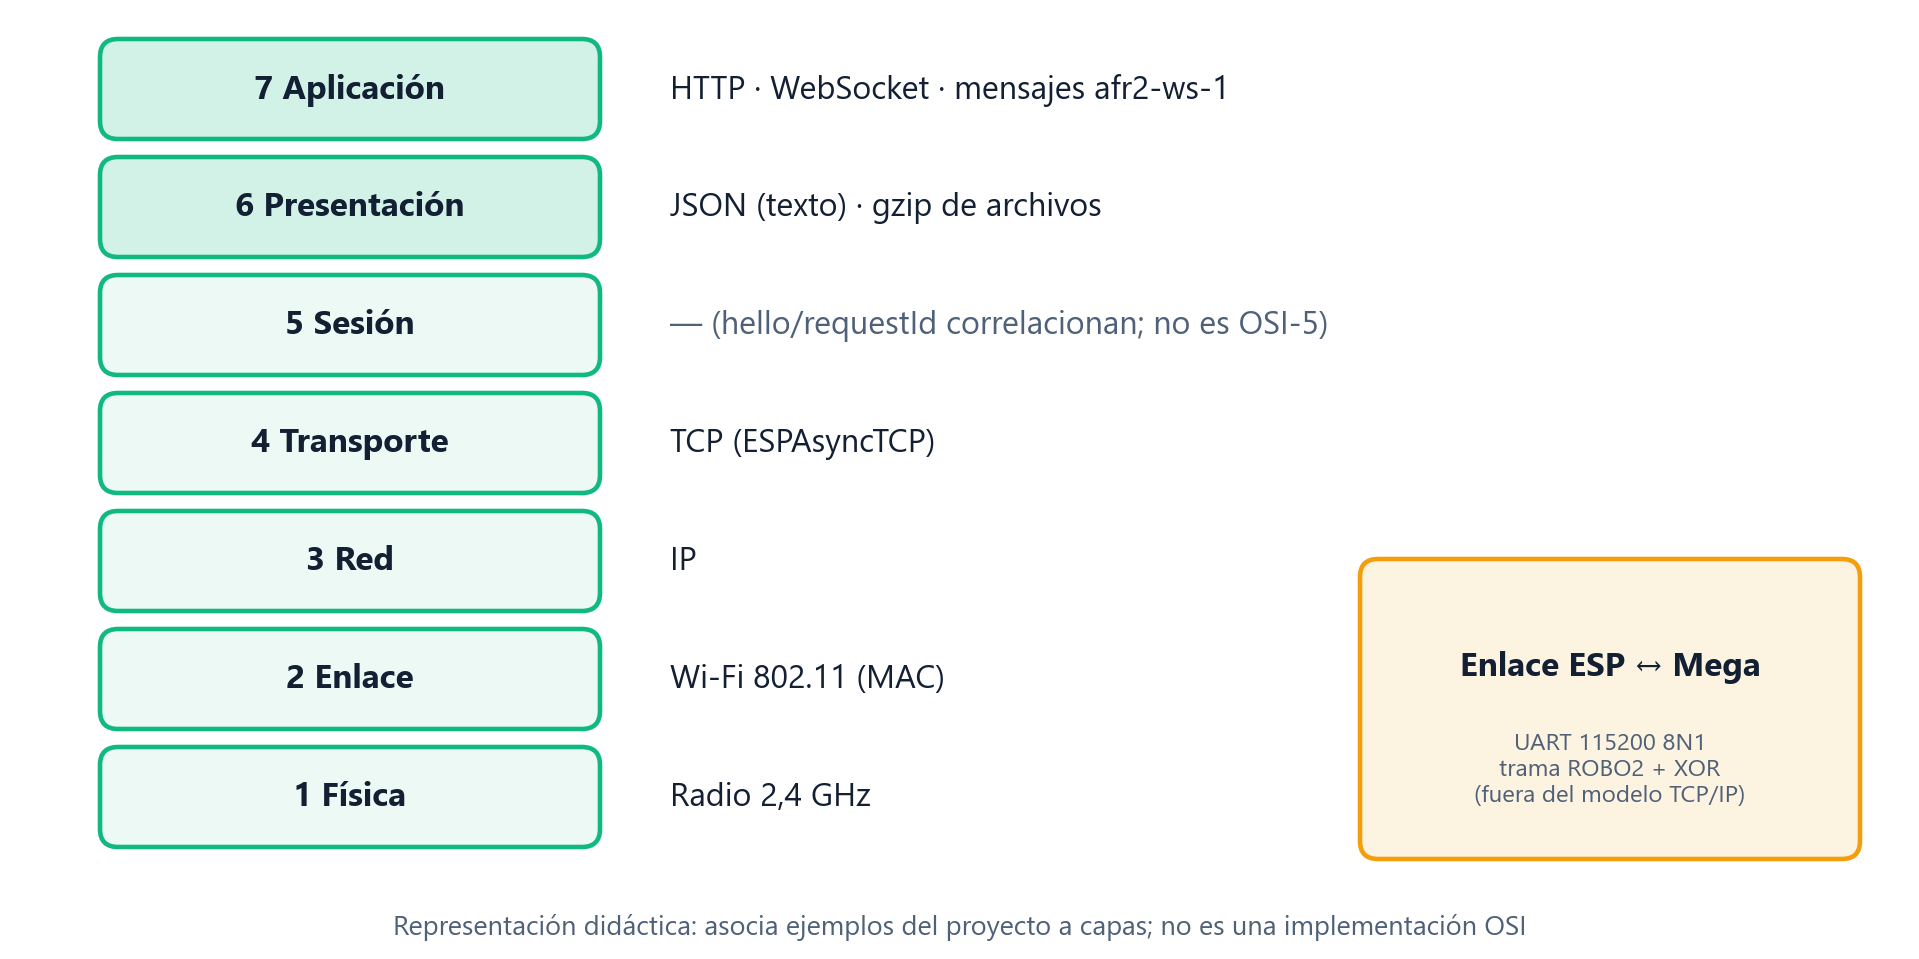 7 Aplicación
HTTP · WebSocket · mensajes afr2-ws-1
6 Presentación
JSON (texto) · gzip de archivos
5 Sesión
— (hello/requestId correlacionan; no es OSI-5)
4 Transporte
TCP (ESPAsyncTCP)
3 Red
IP
2 Enlace
Wi-Fi 802.11 (MAC)
1 Física
Radio 2,4 GHz
Enlace ESP ↔ Mega
UART 115200 8N1
trama ROBO2 + XOR
(fuera del modelo TCP/IP)
Representación didáctica: asocia ejemplos del proyecto a capas; no es una implementación OSI